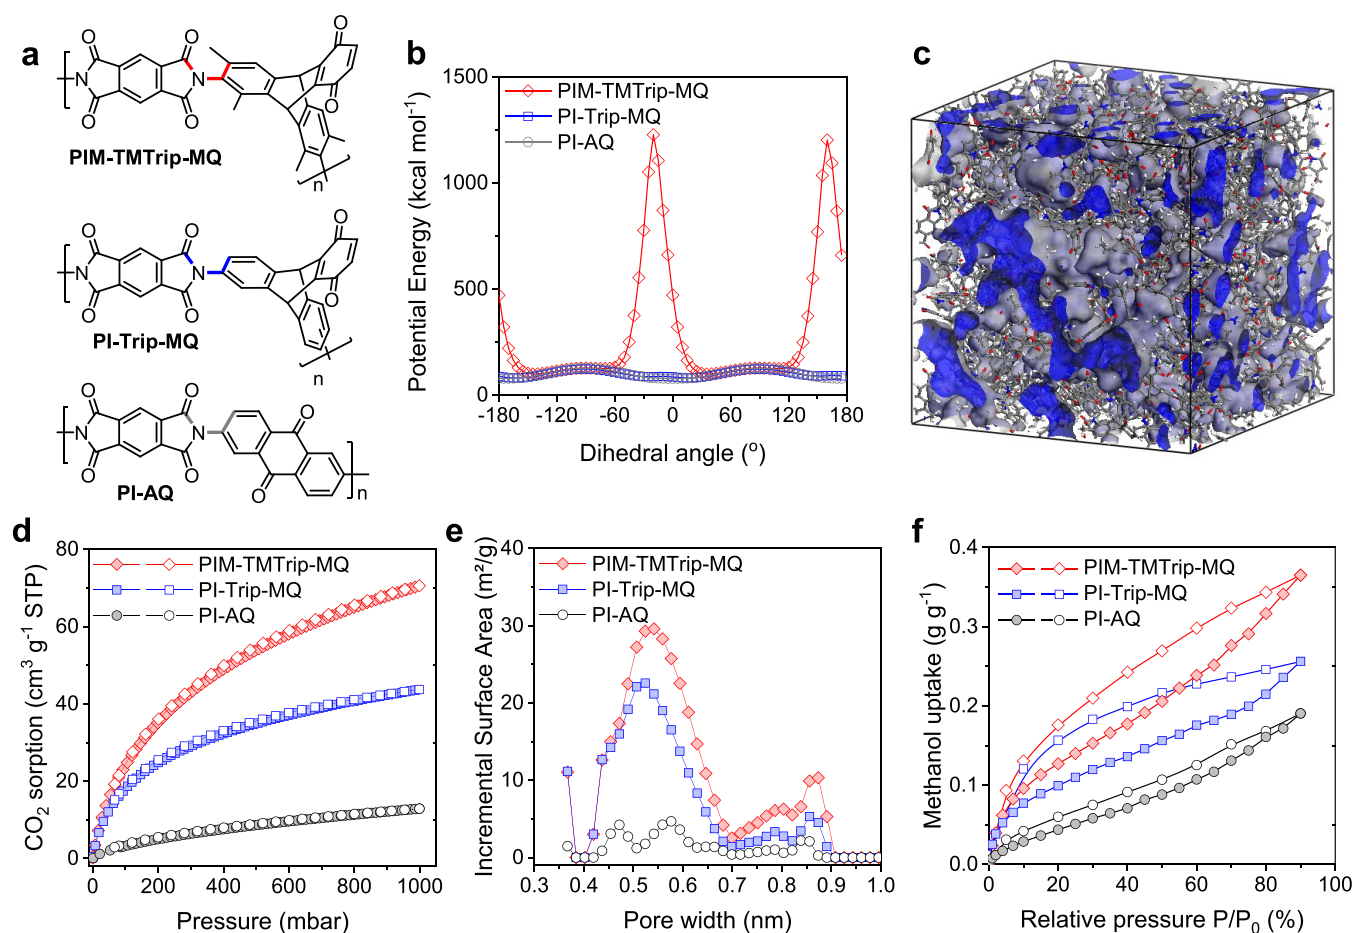 a
O
O
N
N
O
O
O
O
n
PIM-TMTrip-MQ
O
O
N
N
O
O
O
O
n
PI-Trip-MQ
O
O
N
N
O
O
O
O
n
PI-AQ
b
1500
1000
500
0
PIM-TMTrip-MQ
PI-Trip-MQ
PI-AQ
-180 -120 -60 0 60 120 180
Potential Energy (kcal mol⁻¹)
Dihedral angle (°)
c
d
80
60
40
20
0
PIM-TMTrip-MQ
PI-Trip-MQ
PI-AQ
0 200 400 600 800 1000
CO₂ sorption (cm³ g⁻¹ STP)
Pressure (mbar)
e
40
30
20
10
0
PIM-TMTrip-MQ
PI-Trip-MQ
PI-AQ
0.3 0.4 0.5 0.6 0.7 0.8 0.9 1.0
Incremental Surface Area (m²/g)
Pore width (nm)
f
0.4
0.3
0.2
0.1
0.0
PIM-TMTrip-MQ
PI-Trip-MQ
PI-AQ
0 20 40 60 80 100
Methanol uptake (g g⁻¹)
Relative pressure P/P₀ (%)